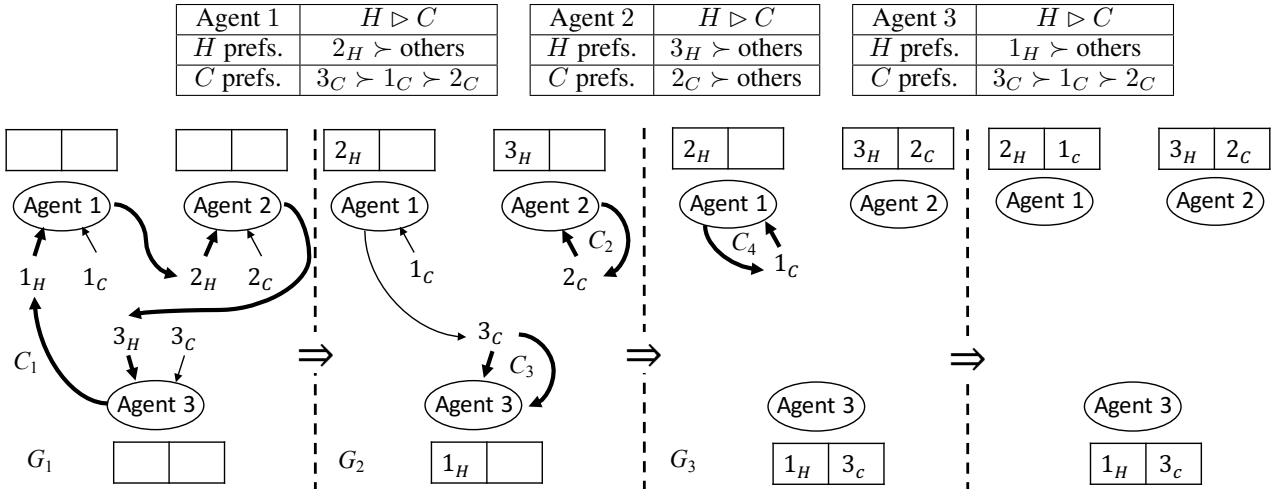 Agent 1 H ▷ C
H prefs. 2_H ≻ others
C prefs. 3_C ≻ 1_C ≻ 2_C
Agent 2 H ▷ C
H prefs. 3_H ≻ others
C prefs. 2_C ≻ others
Agent 3 H ▷ C
H prefs. 1_H ≻ others
C prefs. 3_C ≻ 1_C ≻ 2_C
Agent 1
Agent 2
1_H
1_C
2_H
2_C
3_H
3_C
C_1
Agent 3
G_1
⇒
2_H
3_H
Agent 1
Agent 2
C_2
1_C
2_C
3_C
C_3
Agent 3
G_2
1_H
⇒
2_H
3_H 2_C
Agent 1
Agent 2
C_4
1_C
Agent 3
G_3
1_H 3_c
⇒
2_H 1_c
3_H 2_C
Agent 1
Agent 2
Agent 3
1_H 3_c